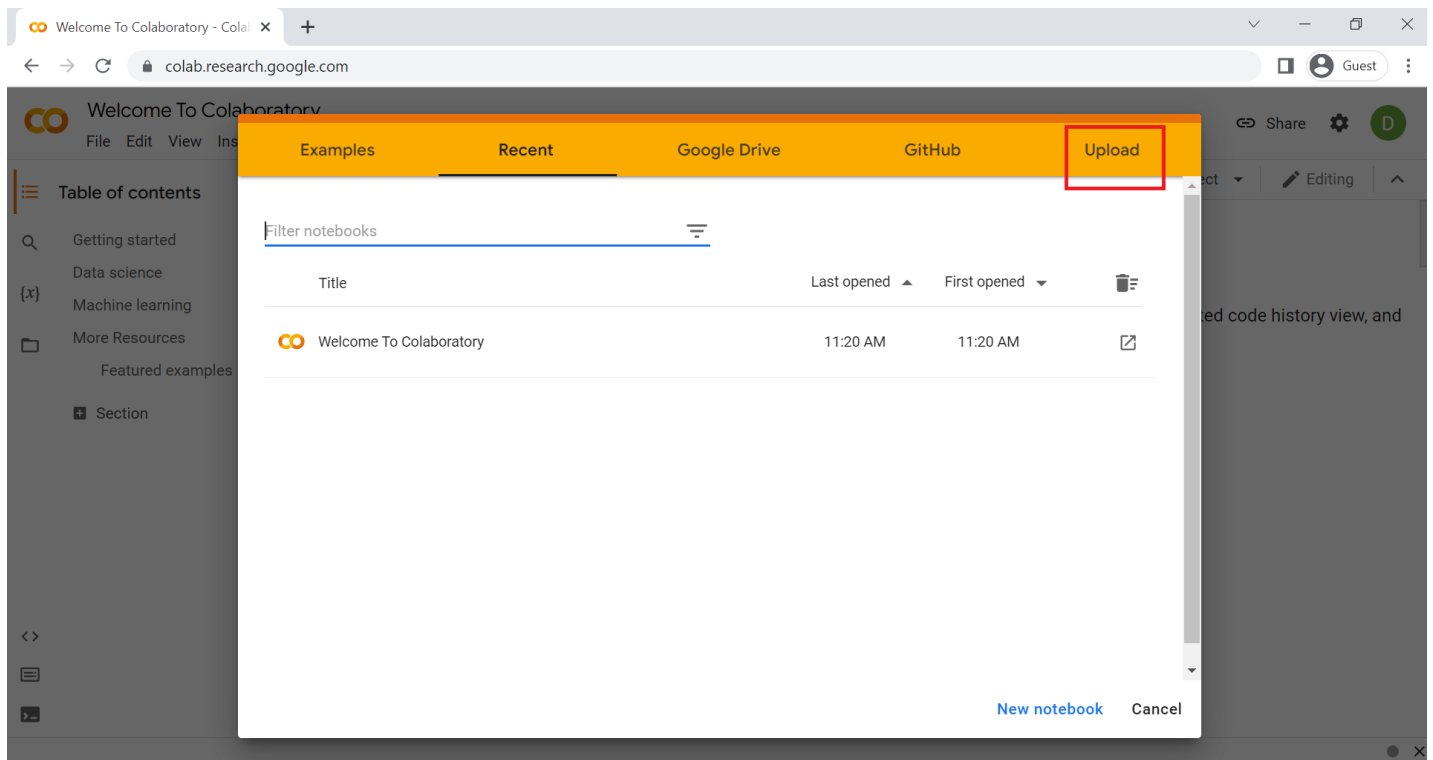 Welcome To Colaboratory - Colal
colab.research.google.com
Guest
Welcome To Colaboratory
File Edit View Ins
Share
D
Examples Recent Google Drive GitHub Upload
ect
Editing
Table of contents
Filter notebooks
Getting started
Data science
Title Last opened First opened
{x}
Machine learning
ted code history view, and
More Resources
Welcome To Colaboratory 11:20 AM 11:20 AM
Featured examples
Section
New notebook Cancel